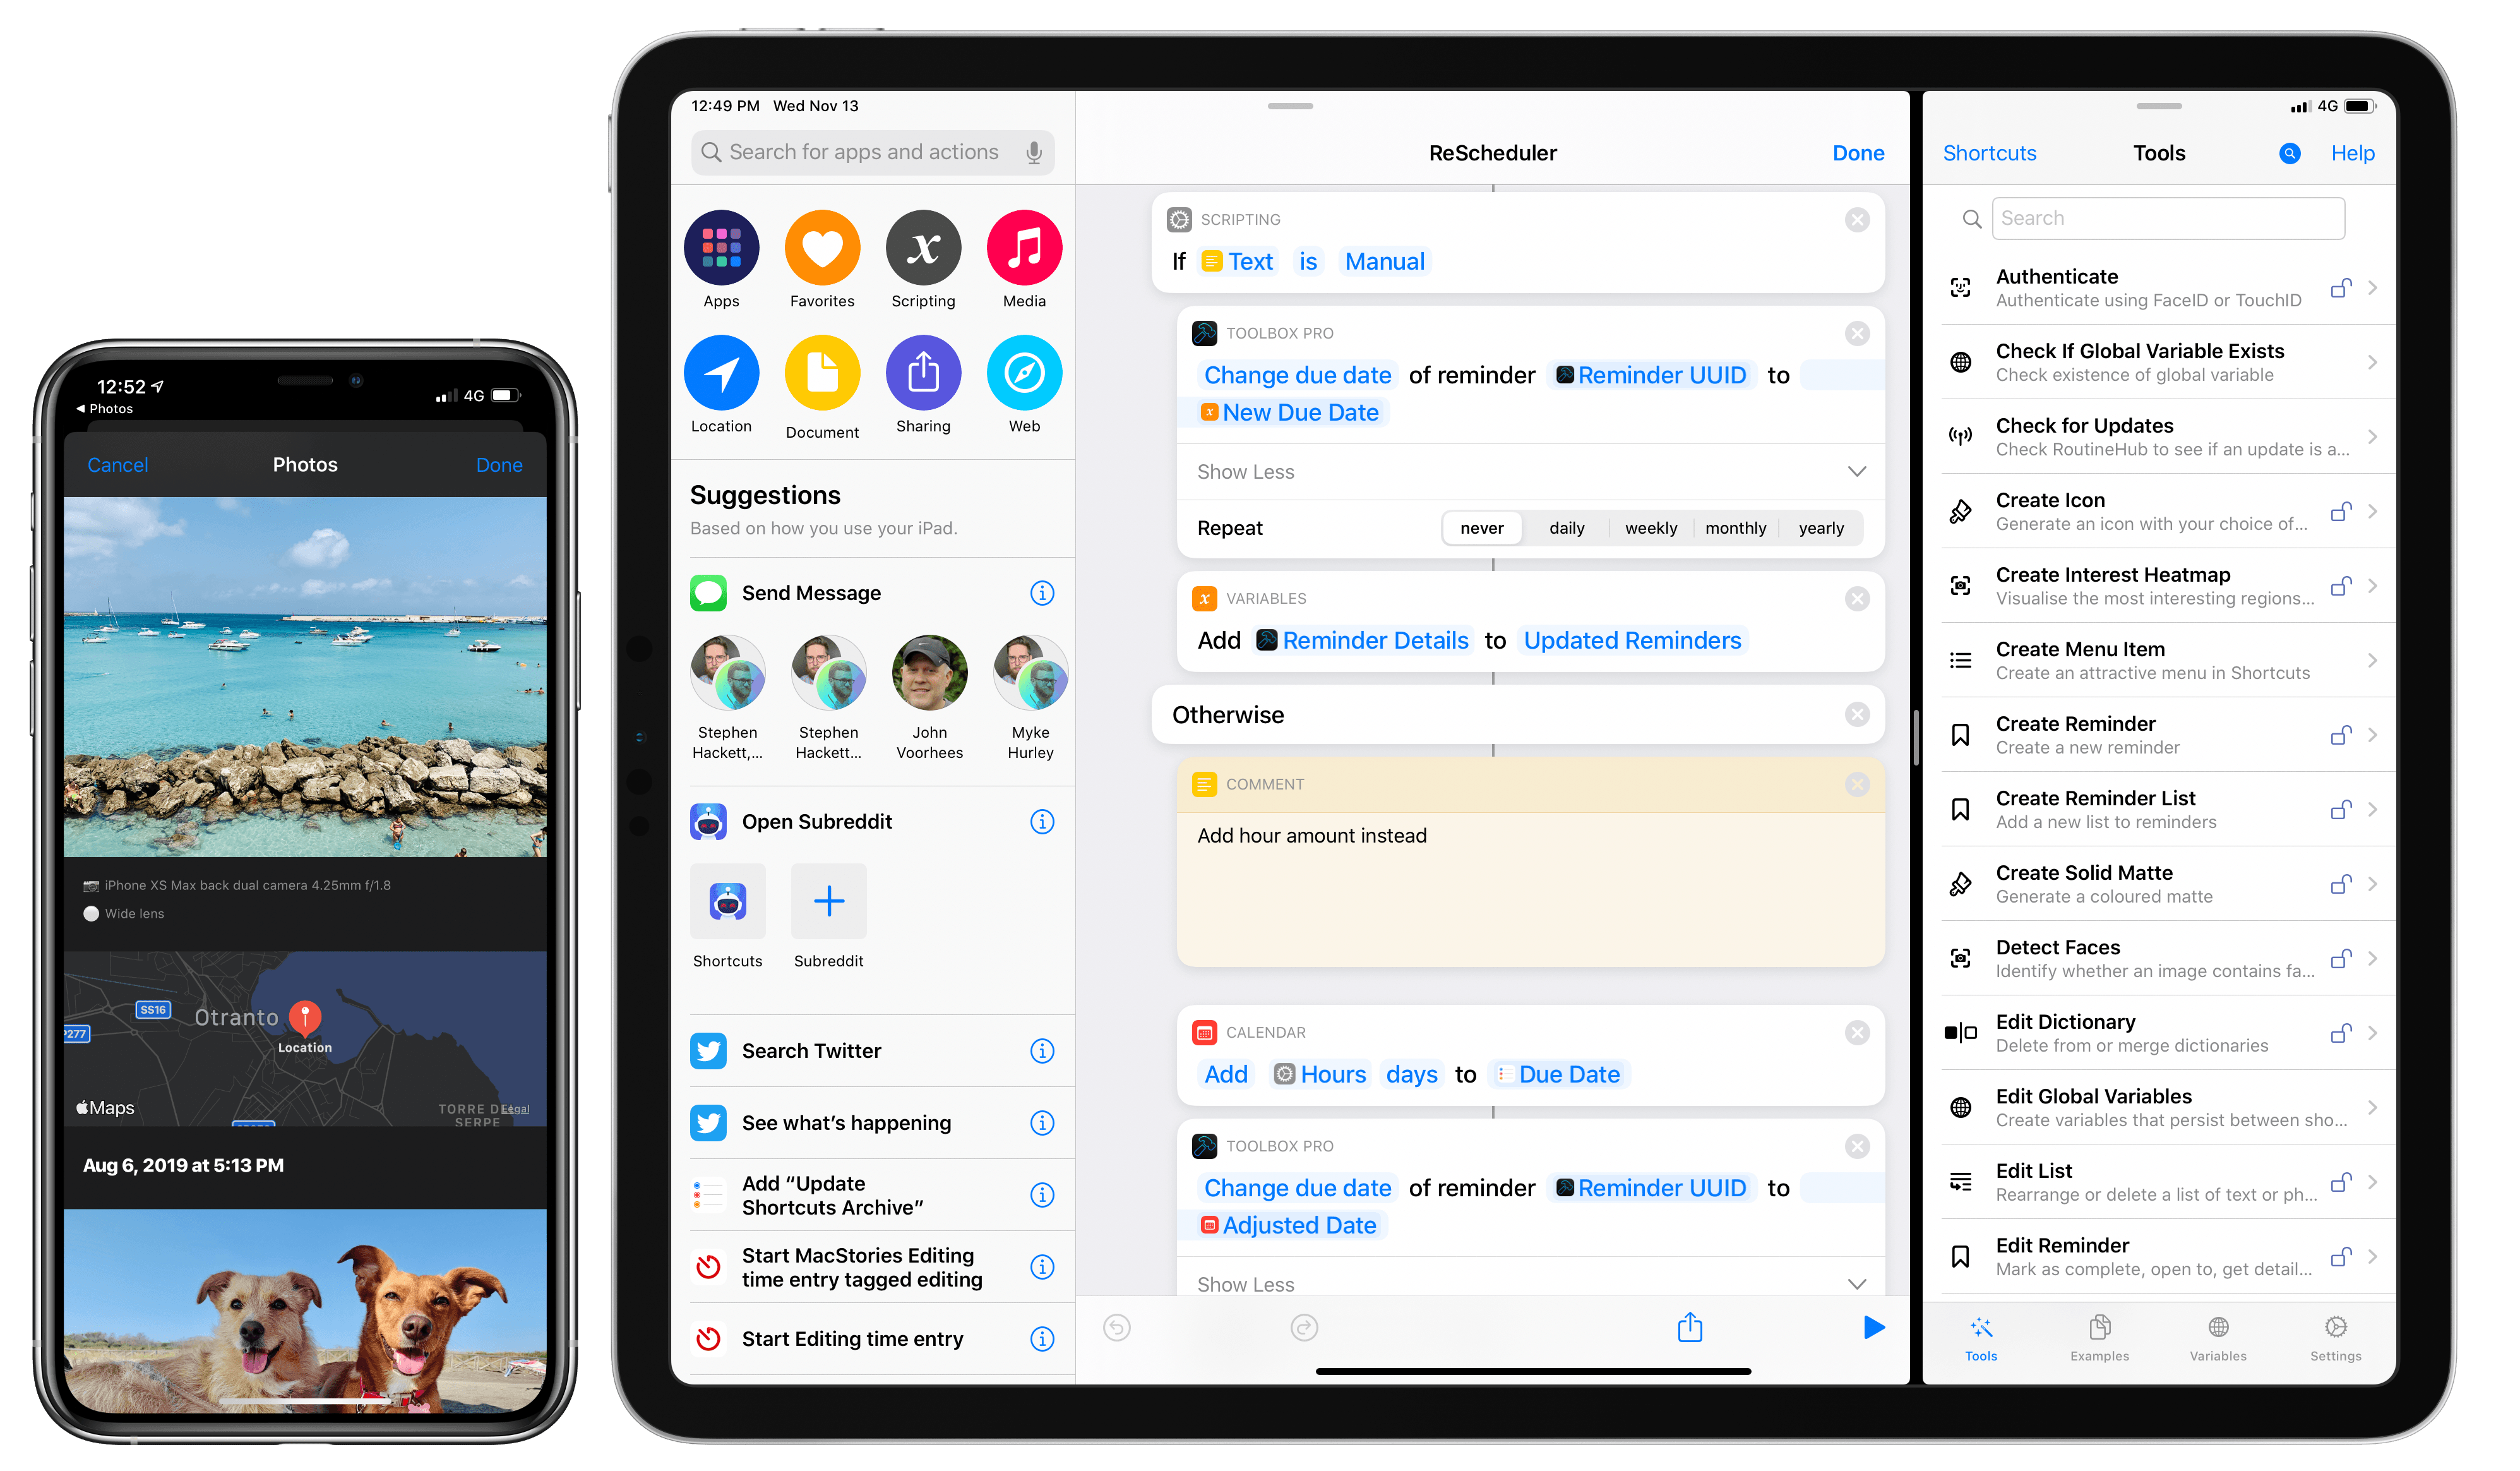 12:52
4G
Photos
Cancel
Photos
Done
iPhone XS Max back dual camera 4.25mm f/1.8
Wide lens
SS16
Otranto
P277
Location
Maps
TORRE DEL
Legal
SERPE
Aug 6, 2019 at 5:13 PM
12:49 PM Wed Nov 13
Search for apps and actions
Apps
Favorites
Scripting
Media
Location
Document
Sharing
Web
Suggestions
Based on how you use your iPad.
Send Message
Stephen
Hackett,...
Stephen
Hackett...
John
Voorhees
Myke
Hurley
Open Subreddit
Shortcuts
Subreddit
Search Twitter
See what’s happening
Add “Update
Shortcuts Archive”
Start MacStories Editing
time entry tagged editing
Start Editing time entry
ReScheduler
Done
SCRIPTING
If Text is Manual
TOOLBOX PRO
Change due date of reminder Reminder UUID to
New Due Date
Show Less
Repeat never daily weekly monthly yearly
VARIABLES
Add Reminder Details to Updated Reminders
Otherwise
COMMENT
Add hour amount instead
CALENDAR
Add Hours days to Due Date
TOOLBOX PRO
Change due date of reminder Reminder UUID to
Adjusted Date
Show Less
4G
Shortcuts
Tools
Help
Search
Authenticate
Authenticate using FaceID or TouchID
Check If Global Variable Exists
Check existence of global variable
Check for Updates
Check RoutineHub to see if an update is a...
Create Icon
Generate an icon with your choice of...
Create Interest Heatmap
Visualise the most interesting regions...
Create Menu Item
Create an attractive menu in Shortcuts
Create Reminder
Create a new reminder
Create Reminder List
Add a new list to reminders
Create Solid Matte
Generate a coloured matte
Detect Faces
Identify whether an image contains fa...
Edit Dictionary
Delete from or merge dictionaries
Edit Global Variables
Create variables that persist between sho...
Edit List
Rearrange or delete a list of text or ph...
Edit Reminder
Mark as complete, open to, get detail...
Tools
Examples
Variables
Settings